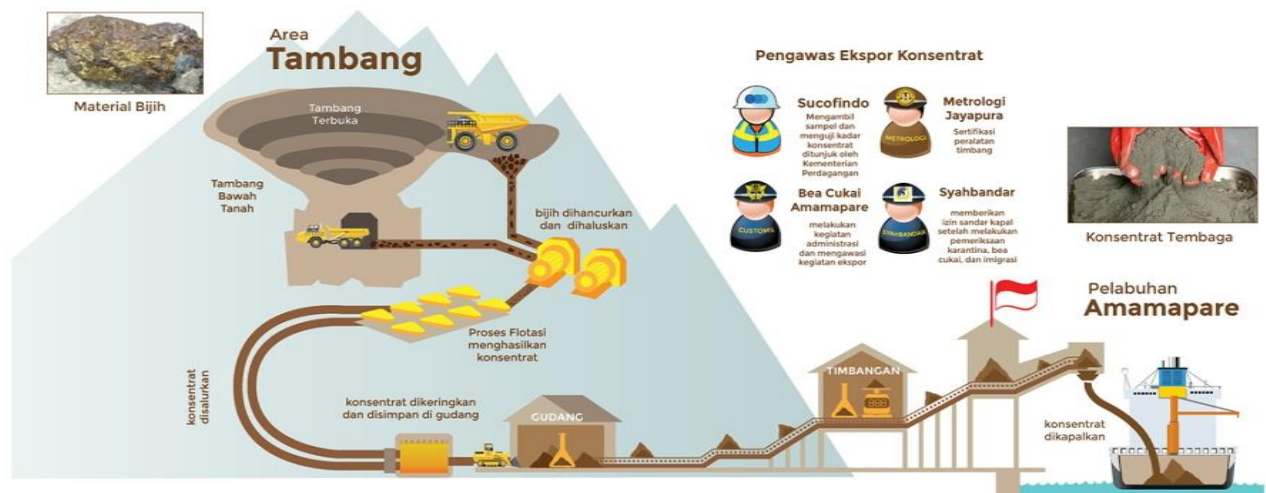 Area
Tambang
Material Bijih
Tambang
Terbuka
Tambang
Bawah
Tanah
bijih dihancurkan
dan dihaluskan
Proses Flotasi
menghasilkan
konsentrat
konsentrat
disalurkan
konsentrat dikeringkan
dan disimpan di gudang
GUDANG
TIMBANGAN
Pengawas Ekspor Konsentrat
Sucofindo
Mengambil
sampel dan
menguji kadar
konsentrat
ditunjuk oleh
Kementerian
Perdagangan
METROLOGI
Metrologi
Jayapura
Sertifikasi
peralatan
timbang
CUSTOMS
Bea Cukai
Amamapare
melakukan
kegiatan
administrasi
dan mengawasi
kegiatan ekspor
SYAHBANDAR
Syahbandar
memberikan
izin sandar kapal
setelah melakukan
pemeriksaan
karantina, bea
cukai, dan imigrasi
Konsentrat Tembaga
Pelabuhan
Amamapare
konsentrat
dikapalkan